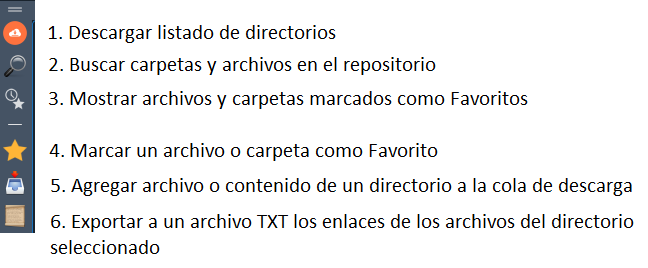 1. Descargar listado de directorios
2. Buscar carpetas y archivos en el repositorio
3. Mostrar archivos y carpetas marcados como Favoritos
4. Marcar un archivo o carpeta como Favorito
5. Agregar archivo o contenido de un directorio a la cola de descarga
6. Exportar a un archivo TXT los enlaces de los archivos del directorio
seleccionado